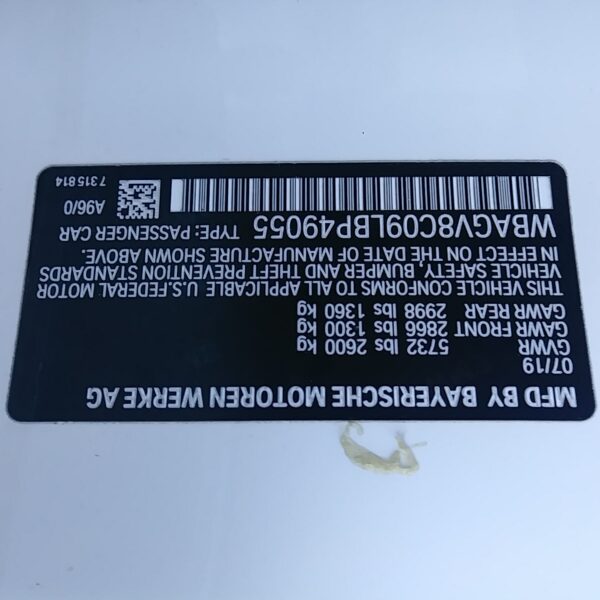 MFD BY BAYERISCHE MOTOREN WERKE AG
07/19
GVWR 5732 lbs 2600 kg
GAWR FRONT 2866 lbs 1300 kg
GAWR REAR 2998 lbs 1360 kg
THIS VEHICLE CONFORMS TO ALL APPLICABLE U.S.FEDERAL MOTOR
VEHICLE SAFETY, BUMPER AND THEFT PREVENTION STANDARDS
IN EFFECT ON THE DATE OF MANUFACTURE SHOWN ABOVE.
WBAGV8C09LBP49055 TYPE: PASSENGER CAR
A96/0
7315814